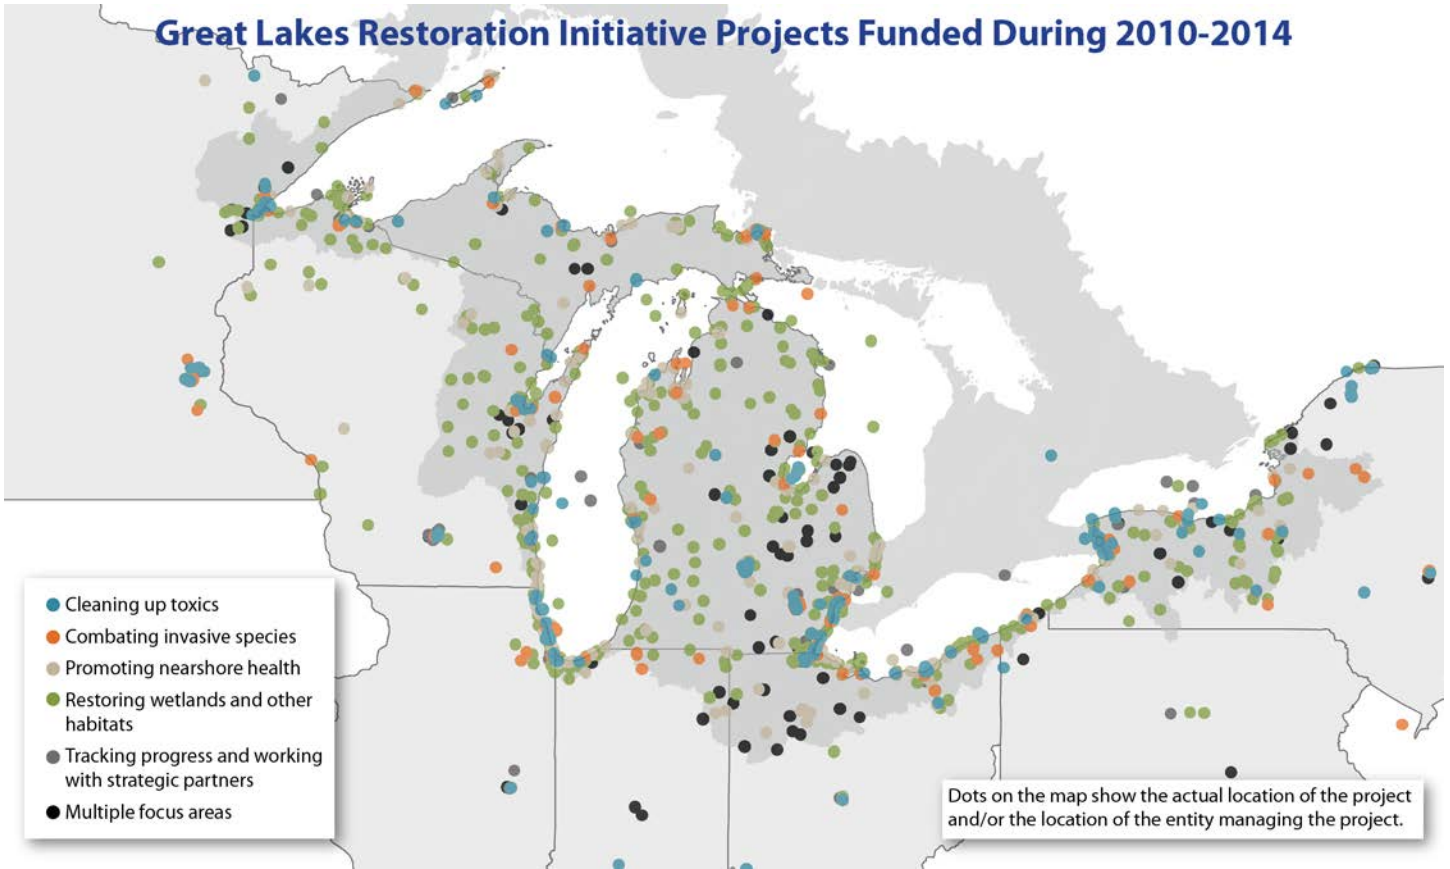 Great Lakes Restoration Initiative Projects Funded During 2010-2014
Cleaning up toxics
Combating invasive species
Promoting nearshore health
Restoring wetlands and other
habitats
Tracking progress and working
with strategic partners
Multiple focus areas
Dots on the map show the actual location of the project
and/or the location of the entity managing the project.